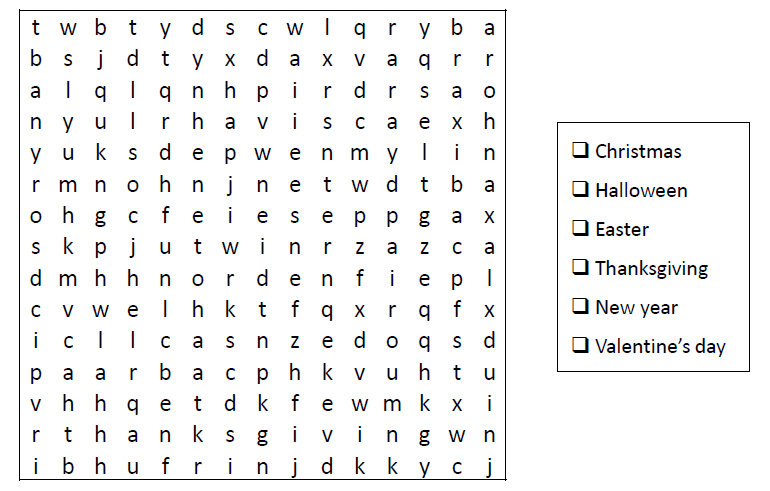 t w b t y d s c w l q r y b a
b s j d t y x d a x v a q r r
a l q l q n h p i r d r s a o
n y u l r h a v i s c a e x h
y u k s d e p w e n m y l i n
r m n o h n j n e t w d t b a
o h g c f e i e s e p p g a x
s k p j u t w i n r z a z c a
d m h h n o r d e n f i e p l
c v w e l h k t f q x r q f x
i c l l c a s n z e d o q s d
p a a r b a c p h k v u h t u
v h h q e t d k f e w m k x i
r t h a n k s g i v i n g w n
i b h u f r i n j d k k y c j
❑ Christmas
❑ Halloween
❑ Easter
❑ Thanksgiving
❑ New year
❑ Valentine’s day